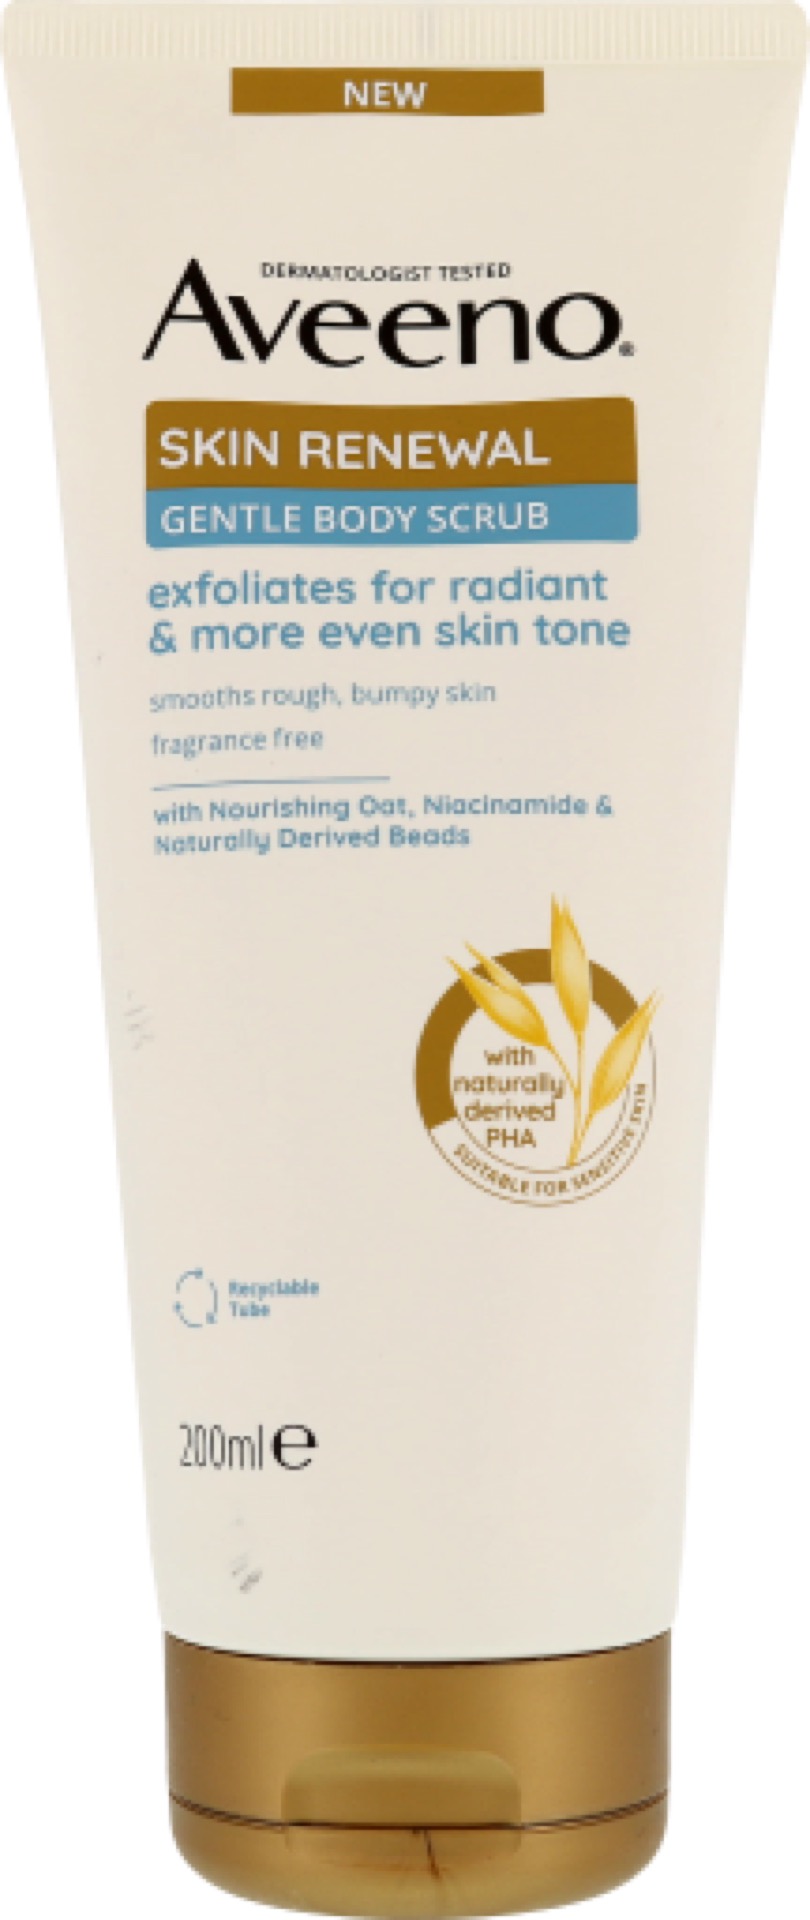 NEW
DERMATOLOGIST TESTED
Aveeno®
SKIN RENEWAL
GENTLE BODY SCRUB
exfoliates for radiant
& more even skin tone
smooths rough, bumpy skin
fragrance free
with Nourishing Oat, Niacinamide &
Naturally Derived Beads
with
naturally
derived
PHA
SUITABLE FOR SENSITIVE SKIN
Recyclable
Tube
200ml e